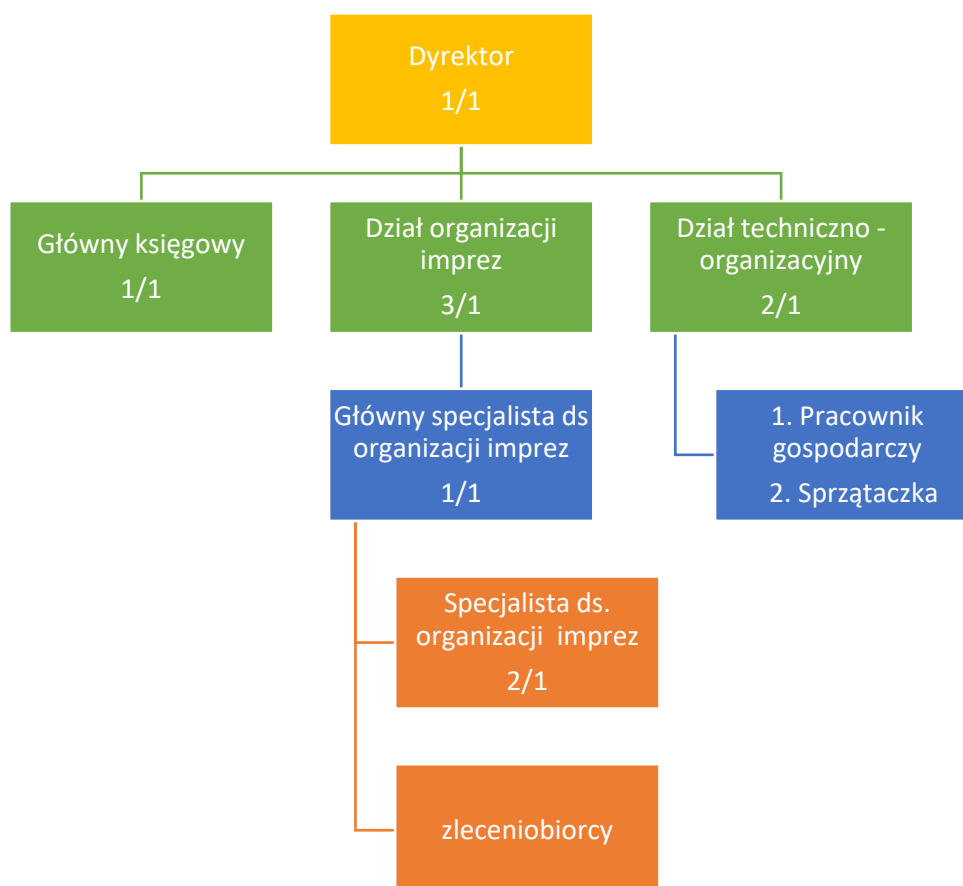 Dyrektor
1/1
Główny księgowy
1/1
Dział organizacji
imprez
3/1
Dział techniczno -
organizacyjny
2/1
Główny specjalista ds
organizacji imprez
1/1
1. Pracownik
gospodarczy
2. Sprzątaczka
Specjalista ds.
organizacji  imprez
2/1
zleceniobiorcy